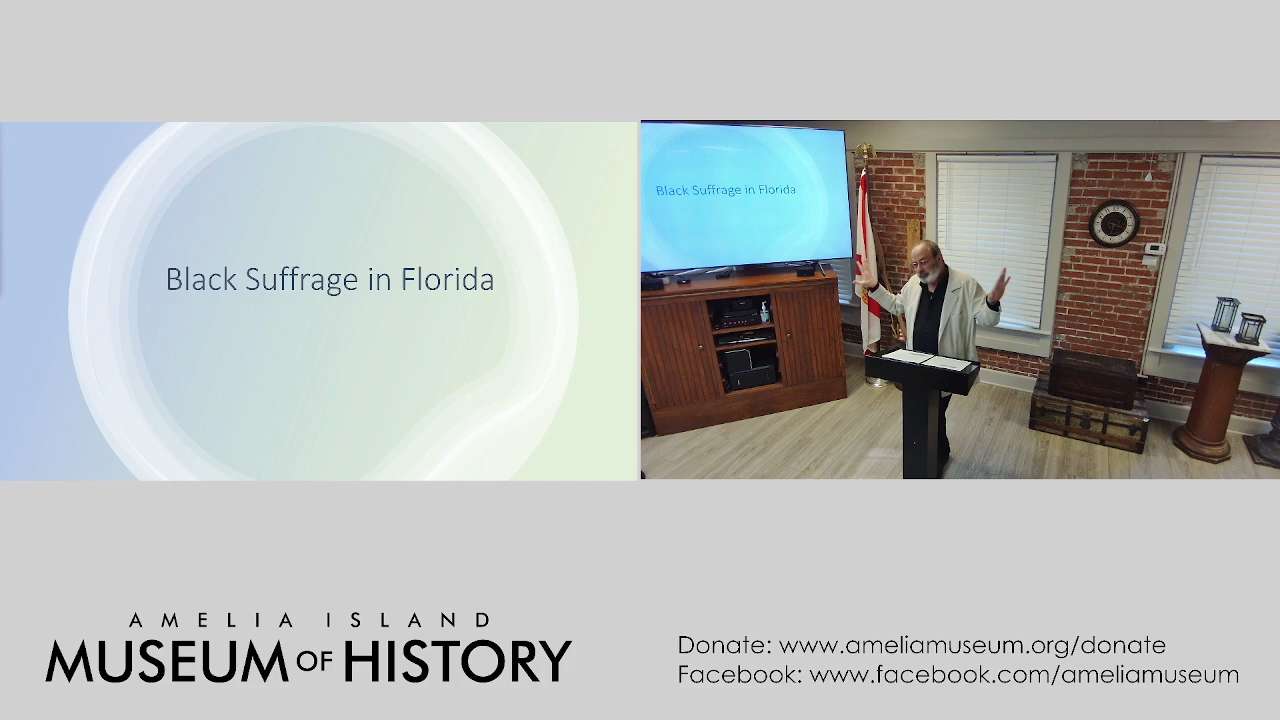 Black Suffrage in Florida
Black Suffrage in Florida
AMELIA ISLAND
MUSEUM OF HISTORY
Donate: www.ameliamuseum.org/donate
Facebook: www.facebook.com/ameliamuseum